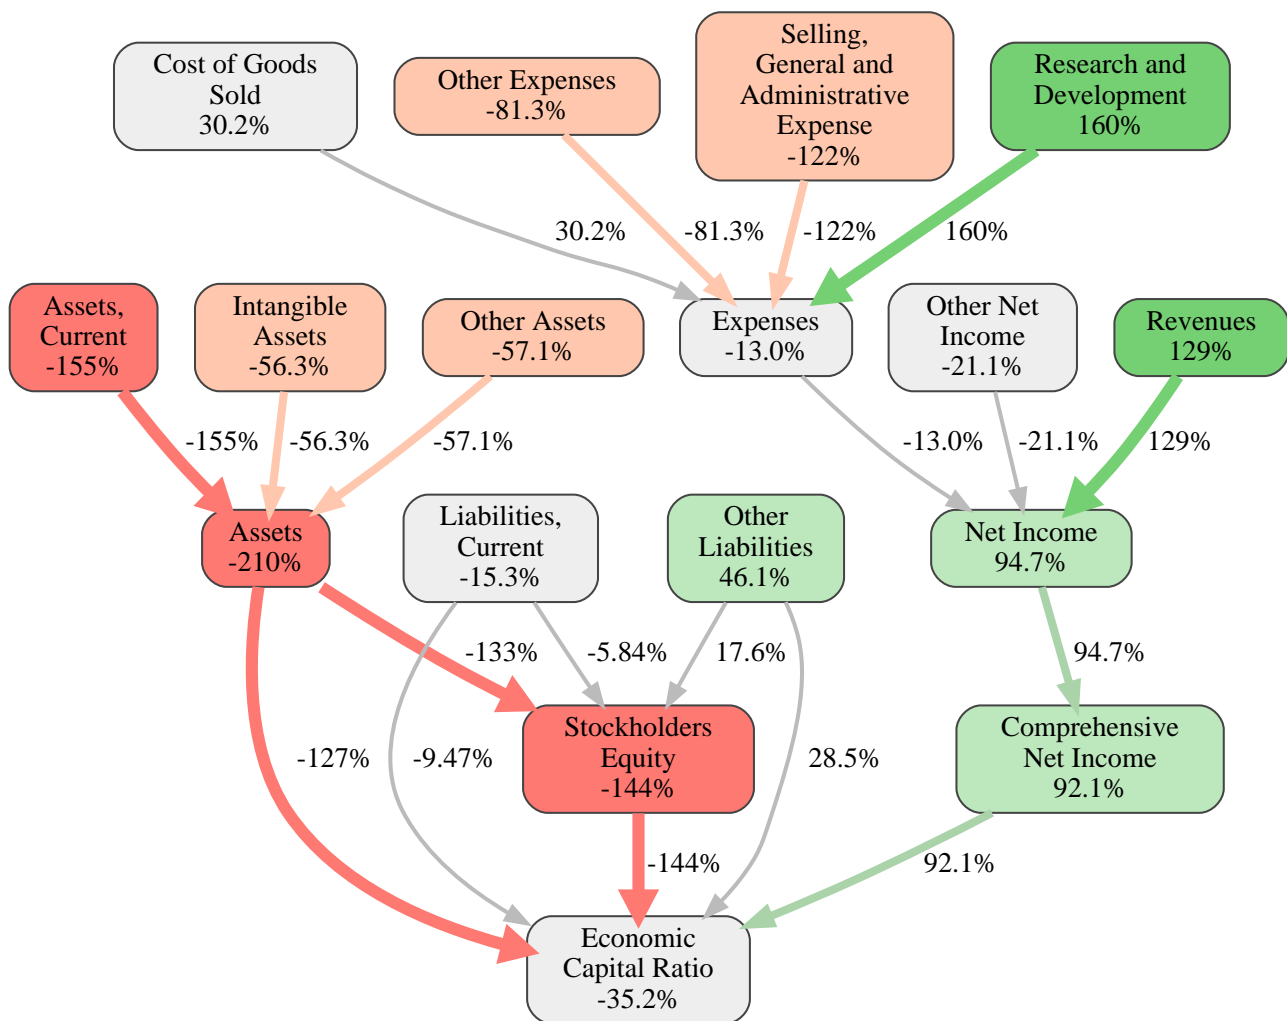 Cost of Goods
Sold
30.2%
Other Expenses
-81.3%
Selling,
General and
Administrative
Expense
-122%
Research and
Development
160%
30.2%
-81.3%
-122%
160%
Assets,
Current
-155%
Intangible
Assets
-56.3%
Other Assets
-57.1%
Expenses
-13.0%
Other Net
Income
-21.1%
Revenues
129%
-155%
-56.3%
-57.1%
-13.0%
-21.1%
129%
Assets
-210%
Liabilities,
Current
-15.3%
Other
Liabilities
46.1%
Net Income
94.7%
-133%
-5.84%
17.6%
94.7%
-127%
-9.47%
Stockholders
Equity
-144%
28.5%
Comprehensive
Net Income
92.1%
-144%
92.1%
Economic
Capital Ratio
-35.2%